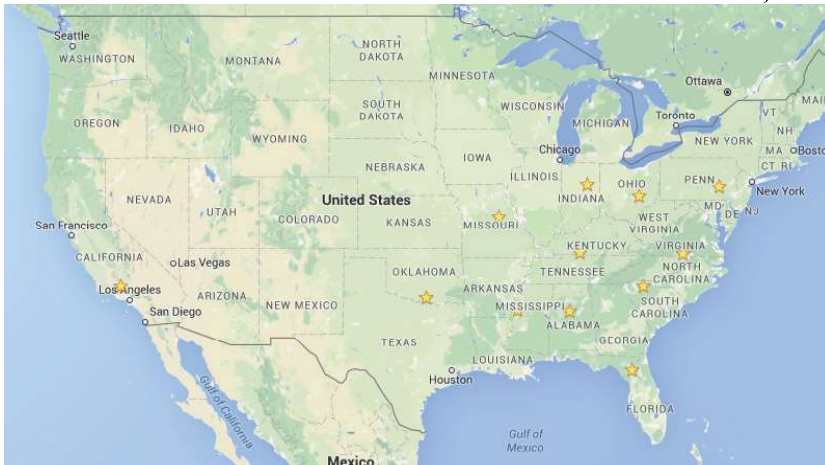 Seattle
WASHINGTON
MONTANA
NORTH
DAKOTA
MINNESOTA
Ottawa
OREGON
IDAHO
WYOMING
SOUTH
DAKOTA
WISCONSIN
MICHIGAN
Toronto
VT
NH
MAI
NEW YORK
MA
Bosto
CT RI
NEBRASKA
IOWA
Chicago
ILLINOIS
INDIANA
OHIO
PENN
New York
MD
DE NJ
NEVADA
UTAH
COLORADO
United States
KANSAS
MISSOURI
WEST
VIRGINIA
KENTUCKY
VIRGINIA
San Francisco
CALIFORNIA
Las Vegas
Los Angeles
San Diego
ARIZONA
NEW MEXICO
OKLAHOMA
ARKANSAS
TENNESSEE
NORTH
CAROLINA
MISSISSIPPI
ALABAMA
SOUTH
CAROLINA
TEXAS
LOUISIANA
GEORGIA
Houston
FLORIDA
Gulf of California
Gulf of
Mexico
Mexico